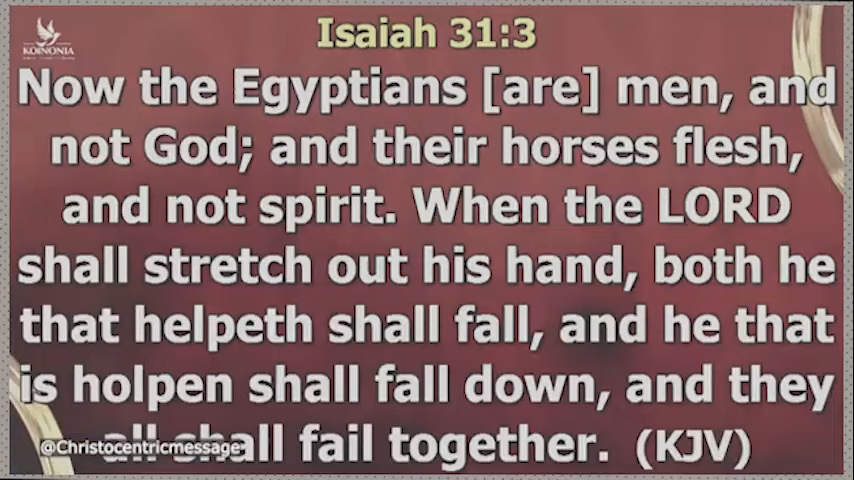 Isaiah 31:3
KOINONIA
Now the Egyptians [are] men, and
not God; and their horses flesh,
and not spirit. When the LORD
shall stretch out his hand, both he
that helpeth shall fall, and he that
is holpen shall fall down, and they
all shall fail together. (KJV)
@Christocentricmessage